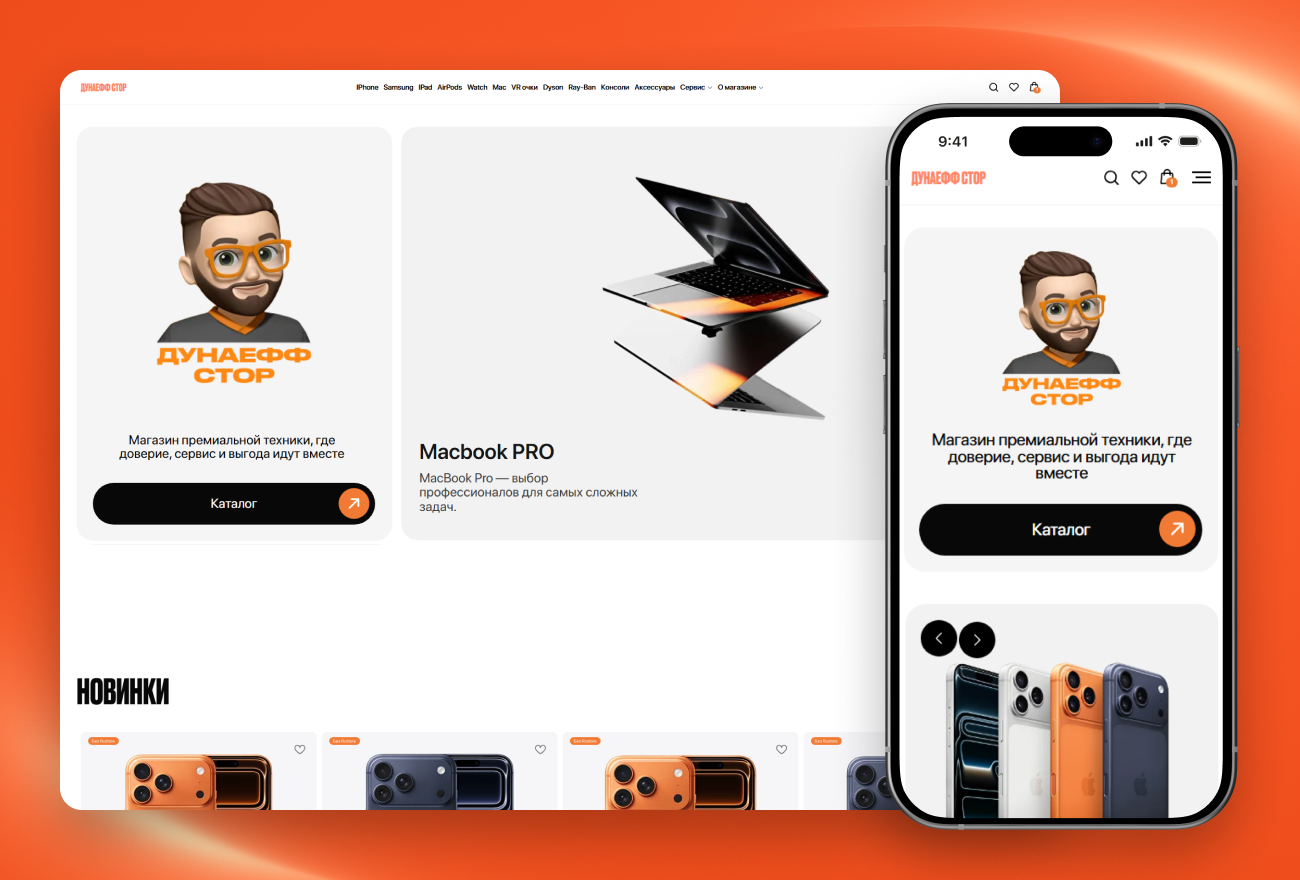 ДУНАЕФФ СТОР
iPhone Samsung iPad AirPods Watch Mac VR очки Dyson Ray-Ban Консоли Аксессуары Сервис О магазине
1
ДУНАЕФФ
СТОР
Магазин премиальной техники, где
доверие, сервис и выгода идут вместе
Каталог
Macbook PRO
MacBook Pro — выбор
профессионалов для самых сложных
задач.
НОВИНКИ
9:41
ДУНАЕФФ СТОР
1
ДУНАЕФФ
СТОР
Магазин премиальной техники, где
доверие, сервис и выгода идут
вместе
Каталог